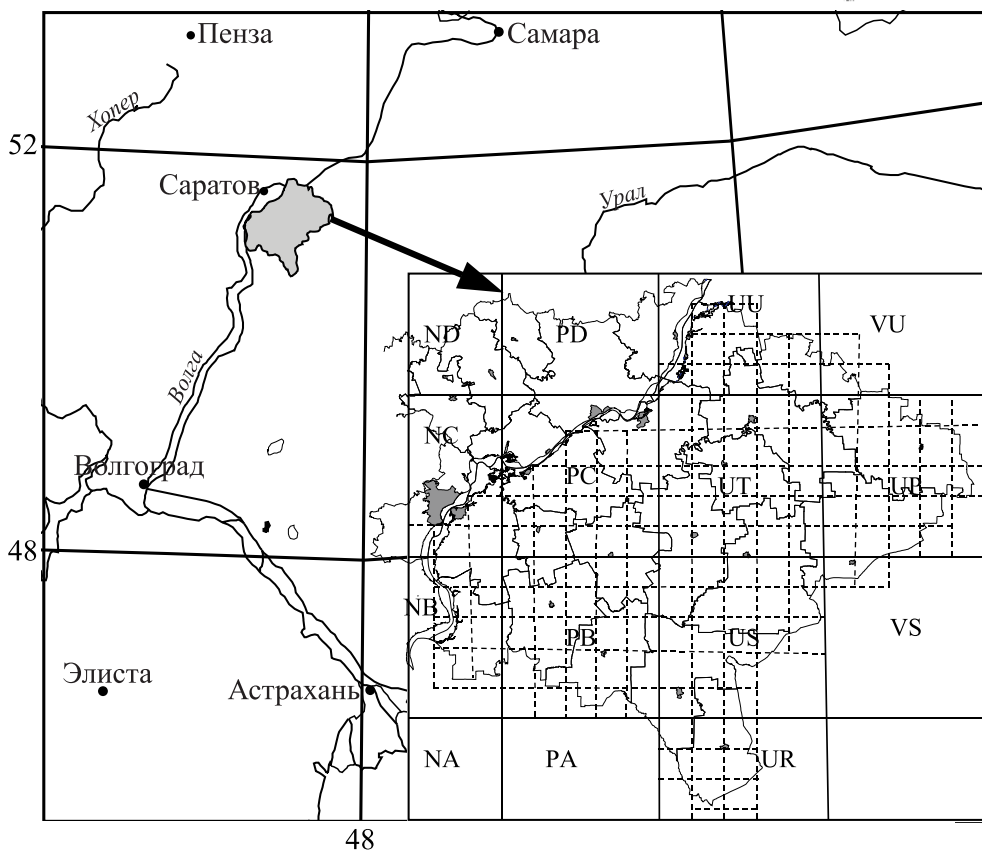 Пенза
Самара
Хопер
52
Саратов
Урал
UU
VU
ND
PD
Волга
NC
Волгоград
PC
UT
UP
48
NB
PB
US
VS
Элиста
Астрахань
NA
PA
UR
48